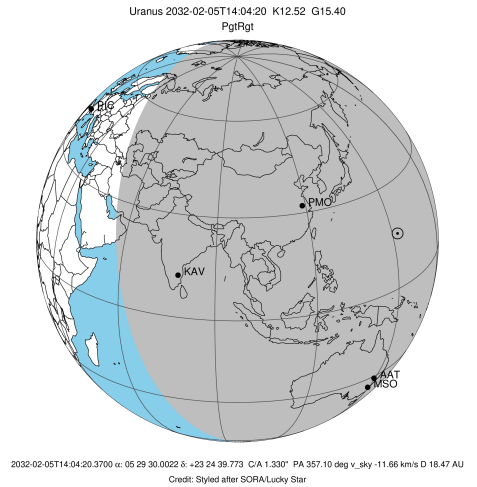 Uranus 2032-02-05T14:04:20 K12.52 G15.40
PgtRgt
PIC
PMO
KAV
AAT
MSO
2032-02-05T14:04:20.3700 α: 05 29 30.0022 δ: +23 24 39.773 C/A 1.330" PA 357.10 deg v_sky -11.66 km/s D 18.47 AU
Credit: Styled after SORA/Lucky Star